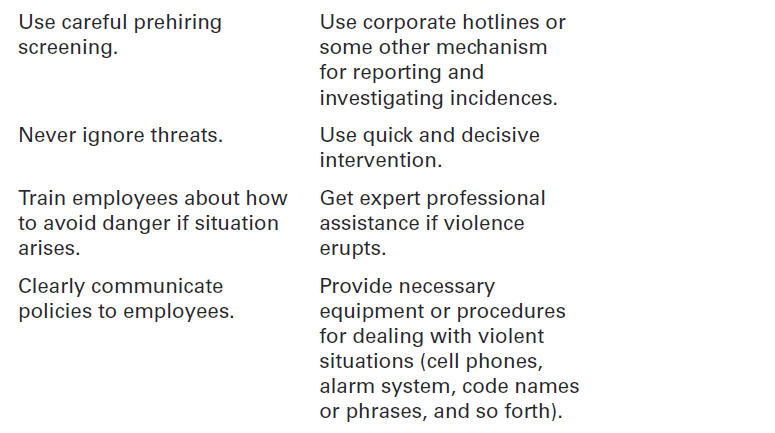 Use careful prehiring
screening.
Use corporate hotlines or
some other mechanism
for reporting and
investigating incidences.
Never ignore threats.
Use quick and decisive
intervention.
Train employees about how
to avoid danger if situation
arises.
Get expert professional
assistance if violence
erupts.
Clearly communicate
policies to employees.
Provide necessary
equipment or procedures
for dealing with violent
situations (cell phones,
alarm system, code names
or phrases, and so forth).